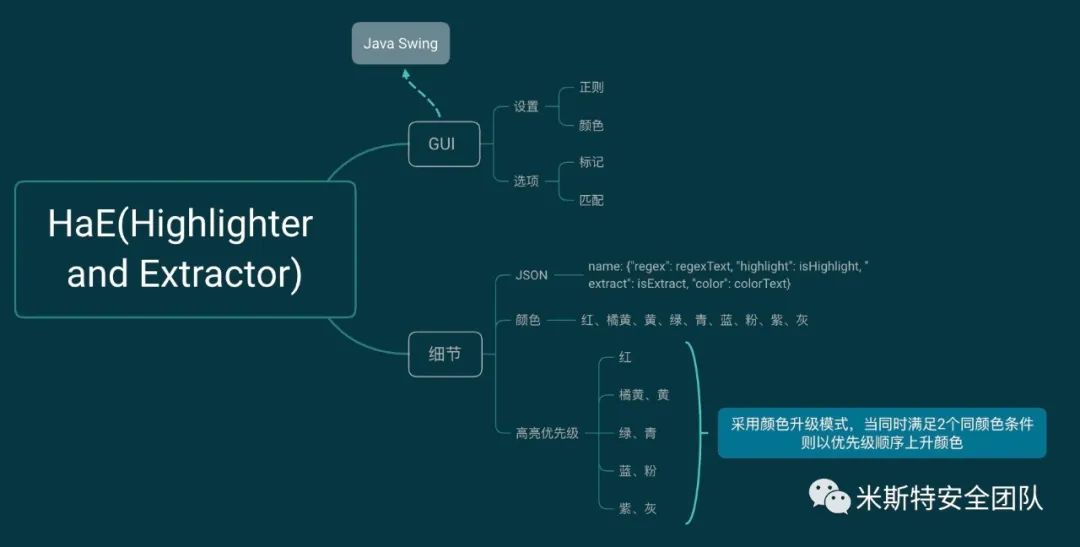 Java Swing
GUI
设置
正则
颜色
选项
标记
匹配
HaE(Highlighter
and Extractor)
细节
JSON
name: {"regex": regexText, "highlight": isHighlight, "
extract": isExtract, "color": colorText}
颜色
红、橘黄、黄、绿、青、蓝、粉、紫、灰
高亮优先级
红
橘黄、黄
绿、青
蓝、粉
紫、灰
采用颜色升级模式，当同时满足2个同颜色条件
则以优先级顺序上升颜色
米斯特安全团队